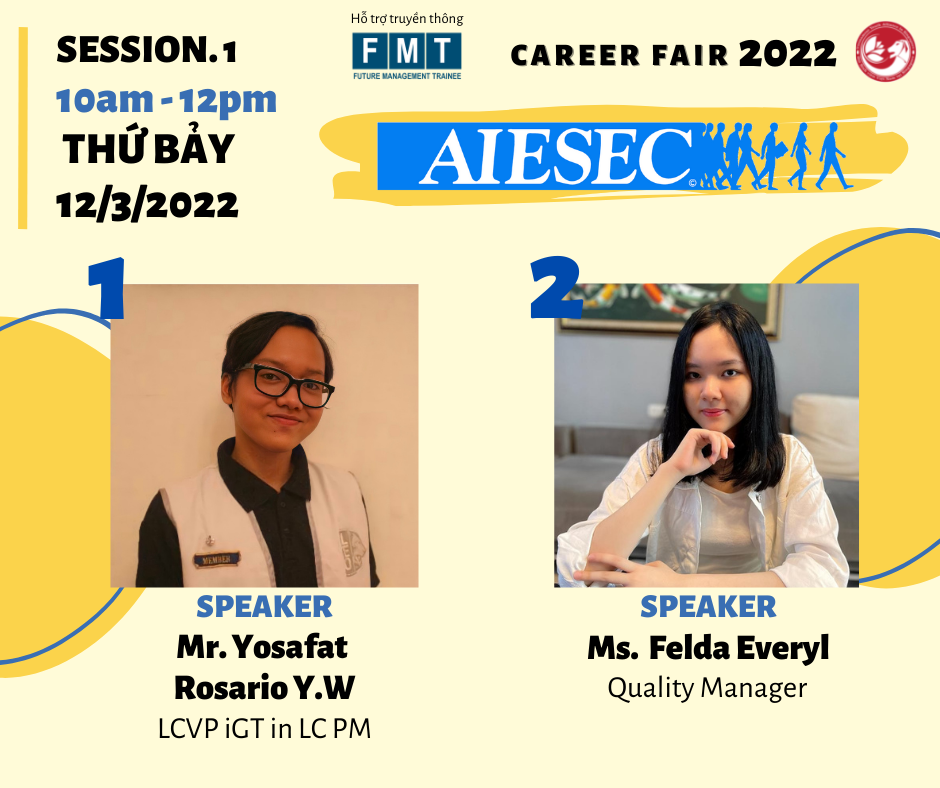 SESSION. 1
10am - 12pm
THỨ BẢY
12/3/2022
Hỗ trợ truyền thông
FMT
FUTURE MANAGEMENT TRAINEE
CAREER FAIR 2022
AIESEC
©
1
MEMBER
SPEAKER
Mr. Yosafat
Rosario Y.W
LCVP iGT in LC PM
2
SPEAKER
Ms. Felda Everyl
Quality Manager